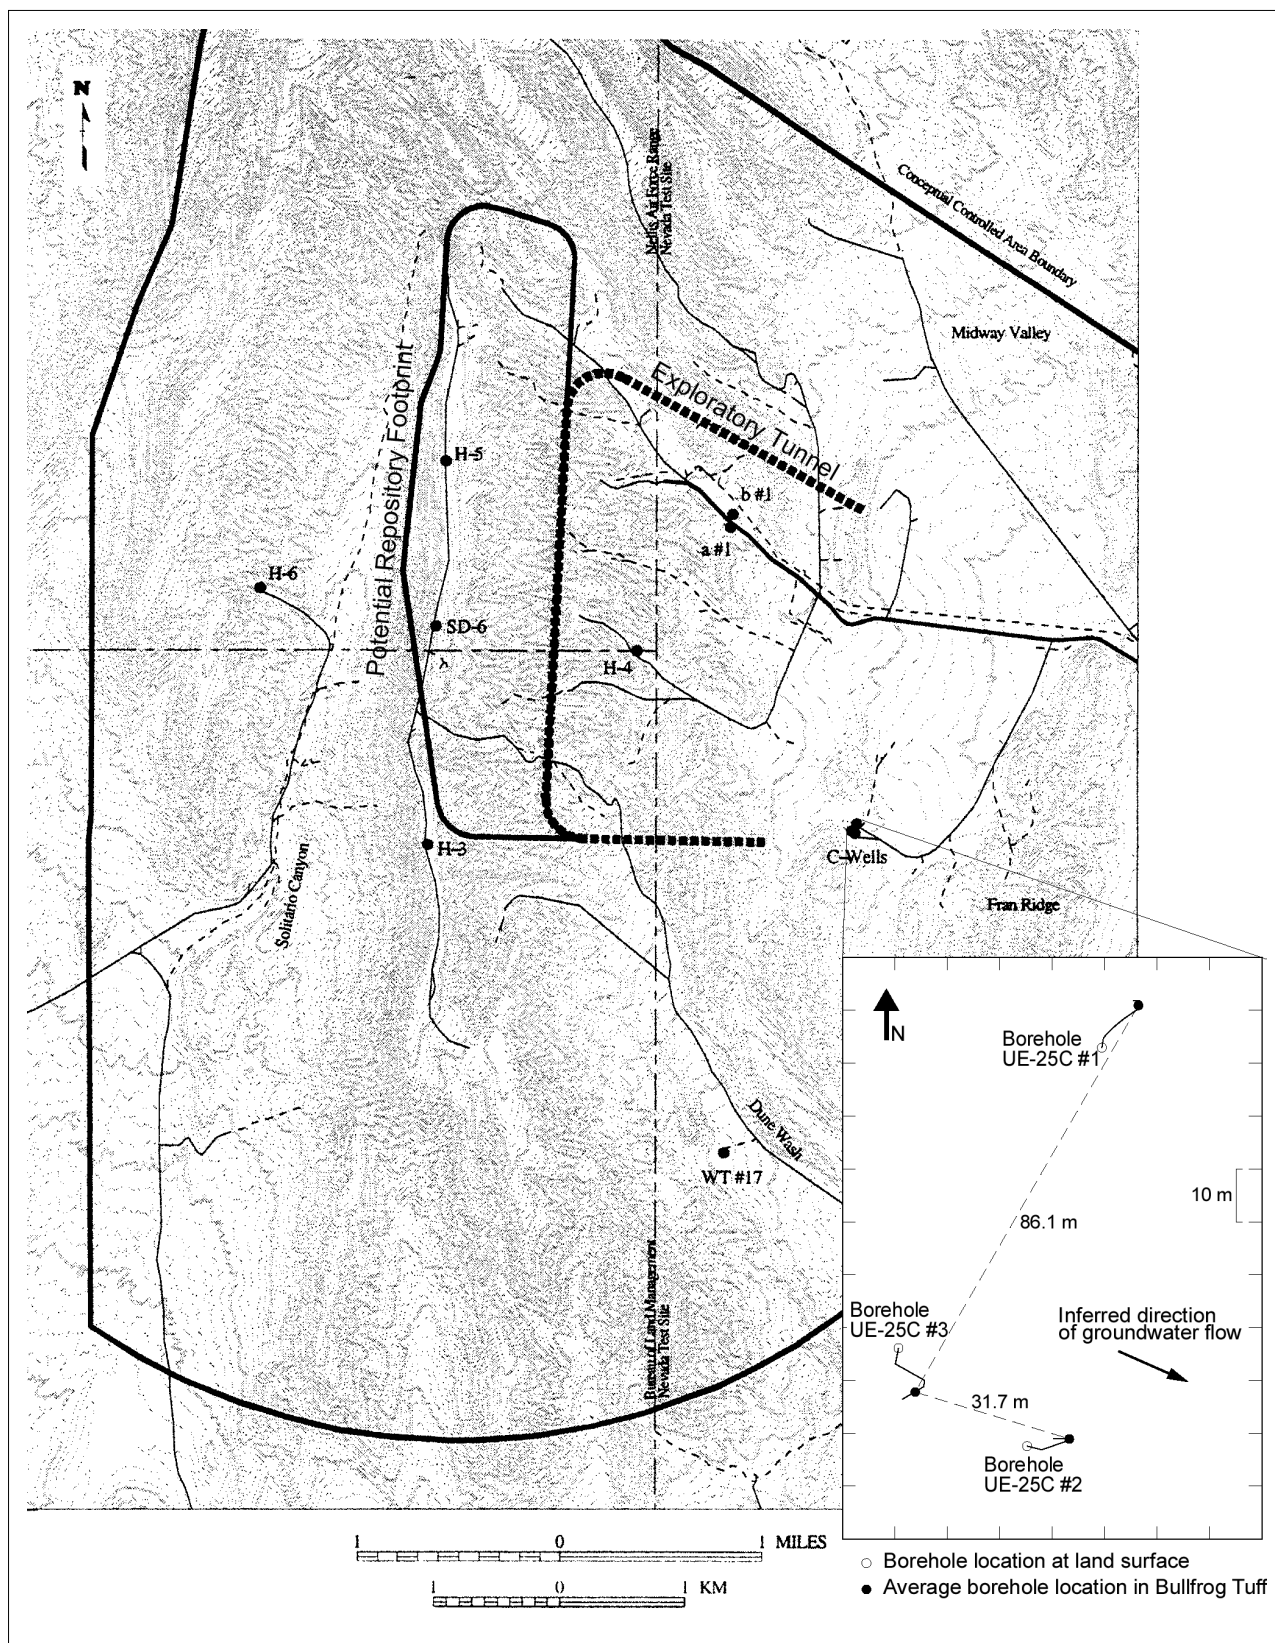 N
Nellis Air Force Range
Nevada Test Site
Conceptual Controlled Area Boundary
Midway Valley
Potential Repository Footprint
Exploratory Tunnel
H-5
b #1
a #1
H-6
SD-6
H-4
H-3
C-Wells
Solitario Canyon
Fran Ridge
Dune Wash
WT #17
Bureau of Land Management
Nevada Test Site
N
Borehole
UE-25C #1
10 m
86.1 m
Borehole
UE-25C #3
Inferred direction
of groundwater flow
31.7 m
Borehole
UE-25C #2
1 0 1 MILES
1 0 1 KM
Borehole location at land surface
Average borehole location in Bullfrog Tuff